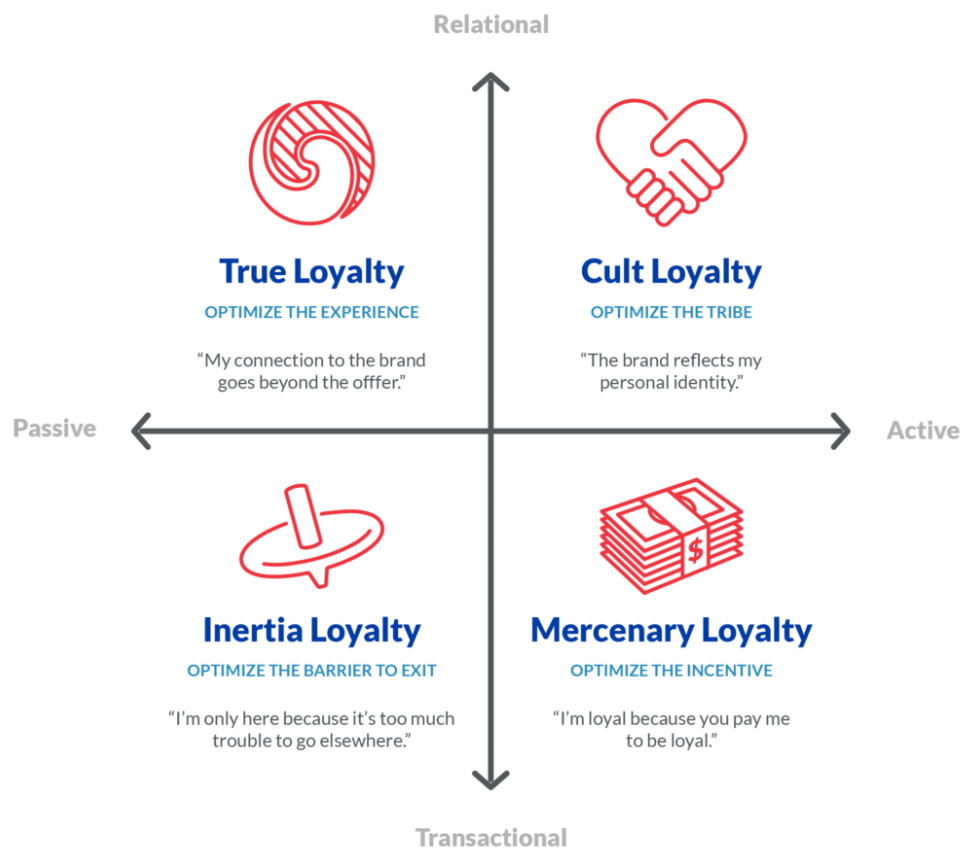 Relational
True Loyalty
OPTIMIZE THE EXPERIENCE
“My connection to the brand
goes beyond the offfer.”
Cult Loyalty
OPTIMIZE THE TRIBE
“The brand reflects my
personal identity.”
Passive
Active
$
Inertia Loyalty
OPTIMIZE THE BARRIER TO EXIT
“I’m only here because it’s too much
trouble to go elsewhere.”
Mercenary Loyalty
OPTIMIZE THE INCENTIVE
“I’m loyal because you pay me
to be loyal.”
Transactional